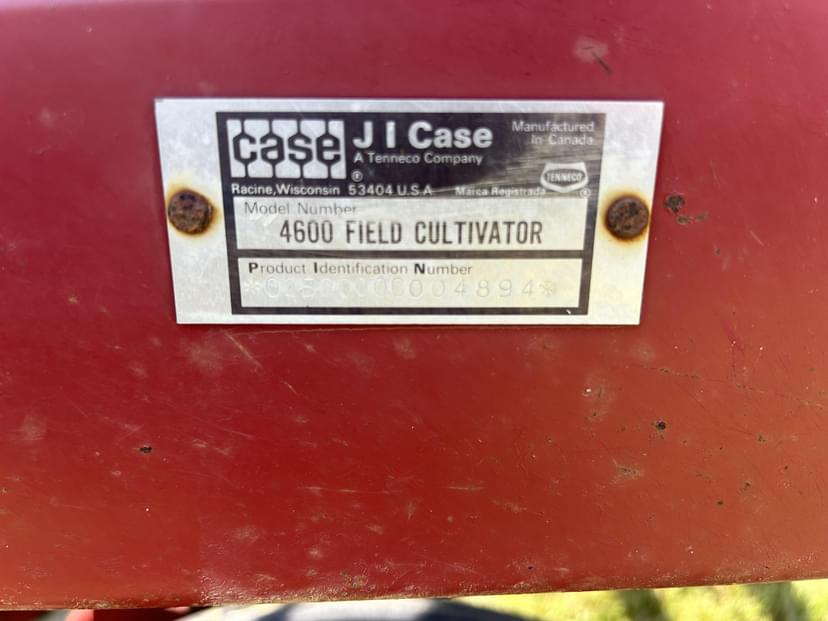 case
J I Case
A Tenneco Company
®
Manufactured
In Canada
TENNECO
Racine, Wisconsin 53404 U.S.A.
Marca Registrada ®
Model Number
4600 FIELD CULTIVATOR
Product Identification Number